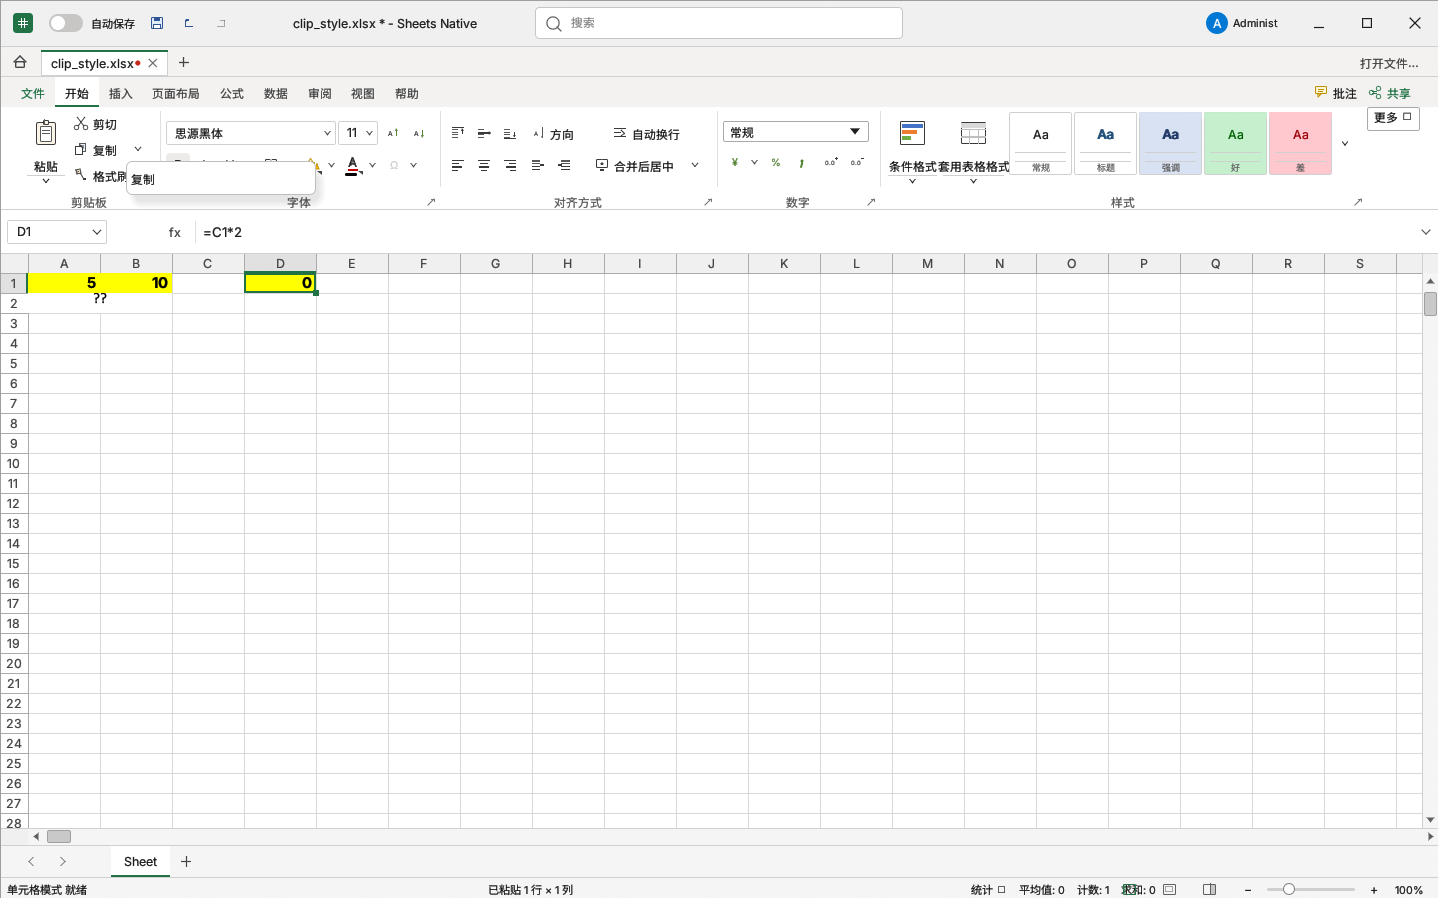 自动保存
clip_style.xlsx * - Sheets Native
搜索
A Administ
clip_style.xlsx
打开文件...
文件 开始 插入 页面布局 公式 数据 审阅 视图 帮助
批注 共享
粘贴
剪切
复制
格式刷
剪贴板
复制
思源黑体 11
字体
方向
自动换行
合并后居中
对齐方式
常规
¥ % ,
数字
条件格式
套用表格格式
Aa 常规
Aa 标题
Aa 强调
Aa 好
Aa 差
样式
更多
D1 fx =C1*2
A B C D E F G H I J K L M N O P Q R S
1 5 10 0
??
2
3
4
5
6
7
8
9
10
11
12
13
14
15
16
17
18
19
20
21
22
23
24
25
26
27
28
Sheet
单元格模式 就绪
已粘贴 1 行 × 1 列
统计 平均值: 0 计数: 1 求和: 0
− + 100%